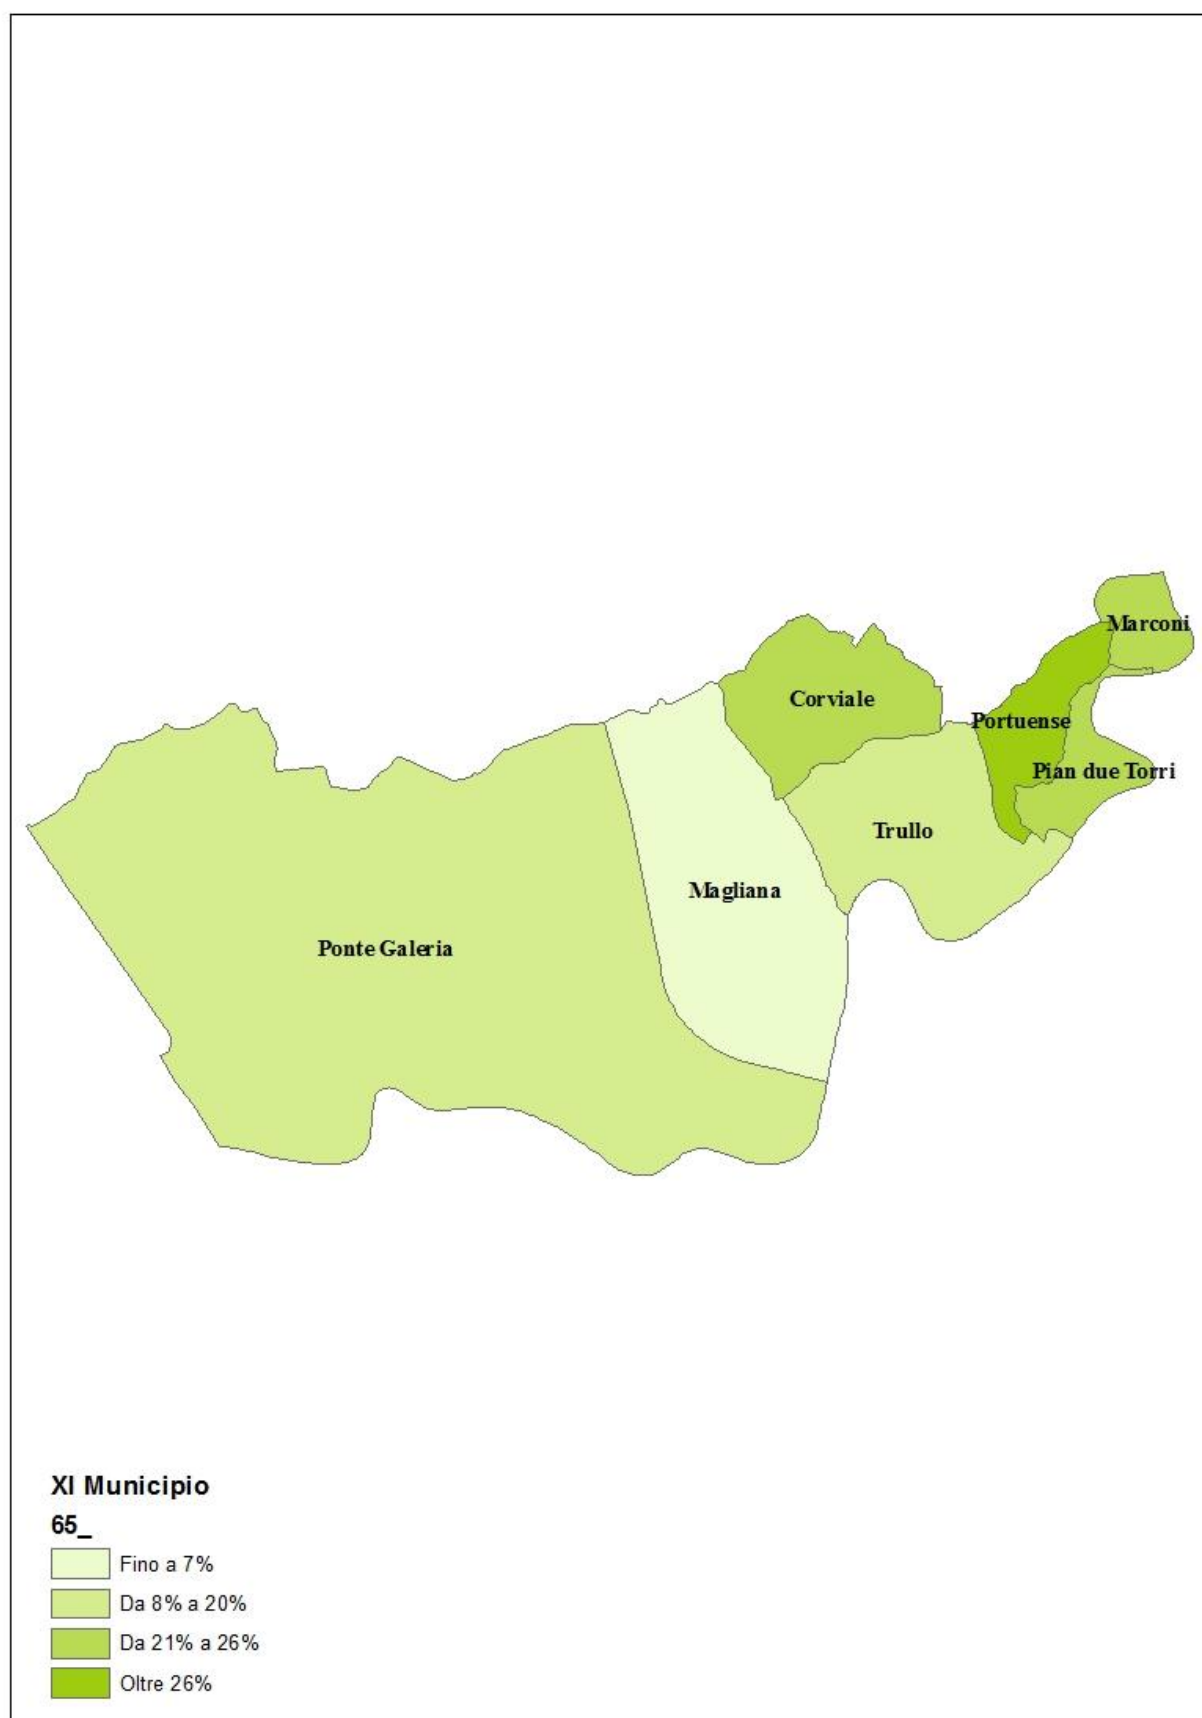 Marconi
Corviale
Portuense
Pian due Torri
Trullo
Magliana
Ponte Galeria
XI Municipio
65_
Fino a 7%
Da 8% a 20%
Da 21% a 26%
Oltre 26%